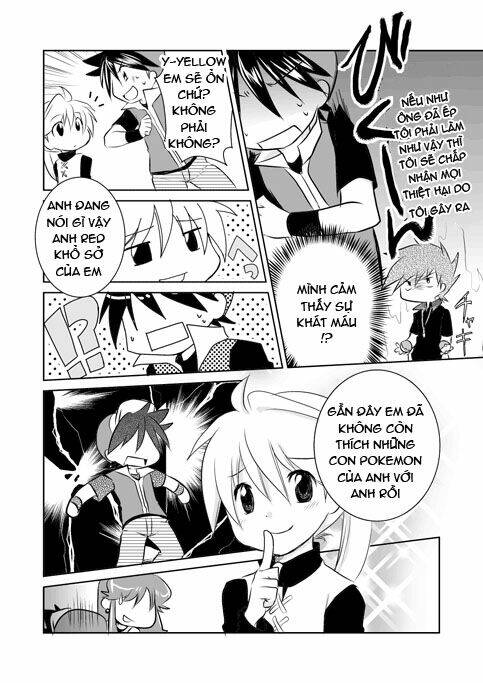 NẾU NHƯ
ÔNG ĐÃ ÉP
TÔI PHẢI LÀM
NHƯ VẬY THÌ
TÔI SẼ CHẤP
NHẬN MỌI
THIỆT HẠI DO
TÔI GÂY RA
Y-YELLOW
EM SẼ ỔN
CHỨ?
KHÔNG
PHẢI
KHÔNG?
MÌNH CẢM
THẤY SỰ
KHÁT MÁU
!?
ANH ĐANG
NÓI GÌ VẬY
ANH RED
KHỜ SỞ
CỦA EM
!?
GẦN ĐÂY EM ĐÃ
KHÔNG CÒN
THÍCH NHỮNG
CON POKEMON
CỦA ANH VỚI
ANH RỒI